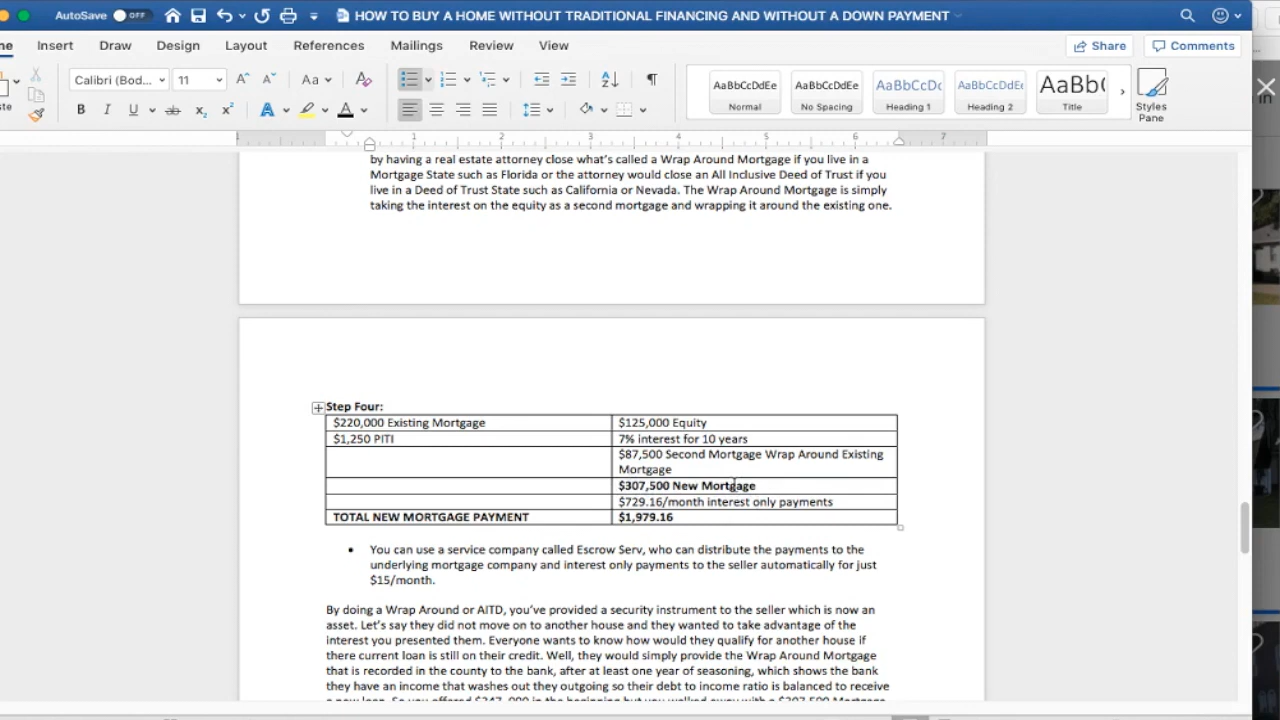 AutoSave OFF HOW TO BUY A HOME WITHOUT TRADITIONAL FINANCING AND WITHOUT A DOWN PAYMENT
Insert Draw Design Layout References Mailings Review View Share Comments
Calibri (Bod... 11 Aa AaBbCcDdEe AaBbCcDdEe AaBbCcDc AaBbCcDdEe AaBb(
Normal No Spacing Heading 1 Heading 2 Title Styles
Pane
B I U
1 2 3 4 5 6 7
by having a real estate attorney close what's called a Wrap Around Mortgage if you live in a
Mortgage State such as Florida or the attorney would close an All Inclusive Deed of Trust if you
live in a Deed of Trust State such as California or Nevada. The Wrap Around Mortgage is simply
taking the interest on the equity as a second mortgage and wrapping it around the existing one.
Step Four:
$220,000 Existing Mortgage $125,000 Equity
$1,250 PITI 7% interest for 10 years
$87,500 Second Mortgage Wrap Around Existing
Mortgage
$307,500 New Mortgage
$729.16/month interest only payments
TOTAL NEW MORTGAGE PAYMENT $1,979.16
• You can use a service company called Escrow Serv, who can distribute the payments to the
underlying mortgage company and interest only payments to the seller automatically for just
$15/month.
By doing a Wrap Around or AITD, you've provided a security instrument to the seller which is now an
asset. Let's say they did not move on to another house and they wanted to take advantage of the
interest you presented them. Everyone wants to know how would they qualify for another house if
there current loan is still on their credit. Well, they would simply provide the Wrap Around Mortgage
that is recorded in the county to the bank, after at least one year of seasoning, which shows the bank
they have an income that washes out they outgoing so their debt to income ratio is balanced to receive